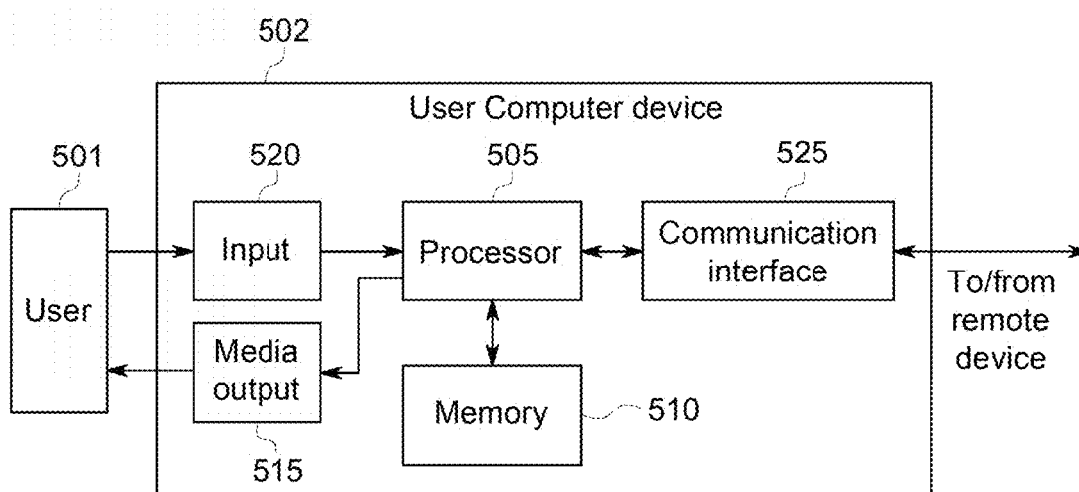 502
User Computer device
501
520
505
525
User
Input
Processor
Communication
interface
To/from
remote
device
Media
output
Memory
510
515